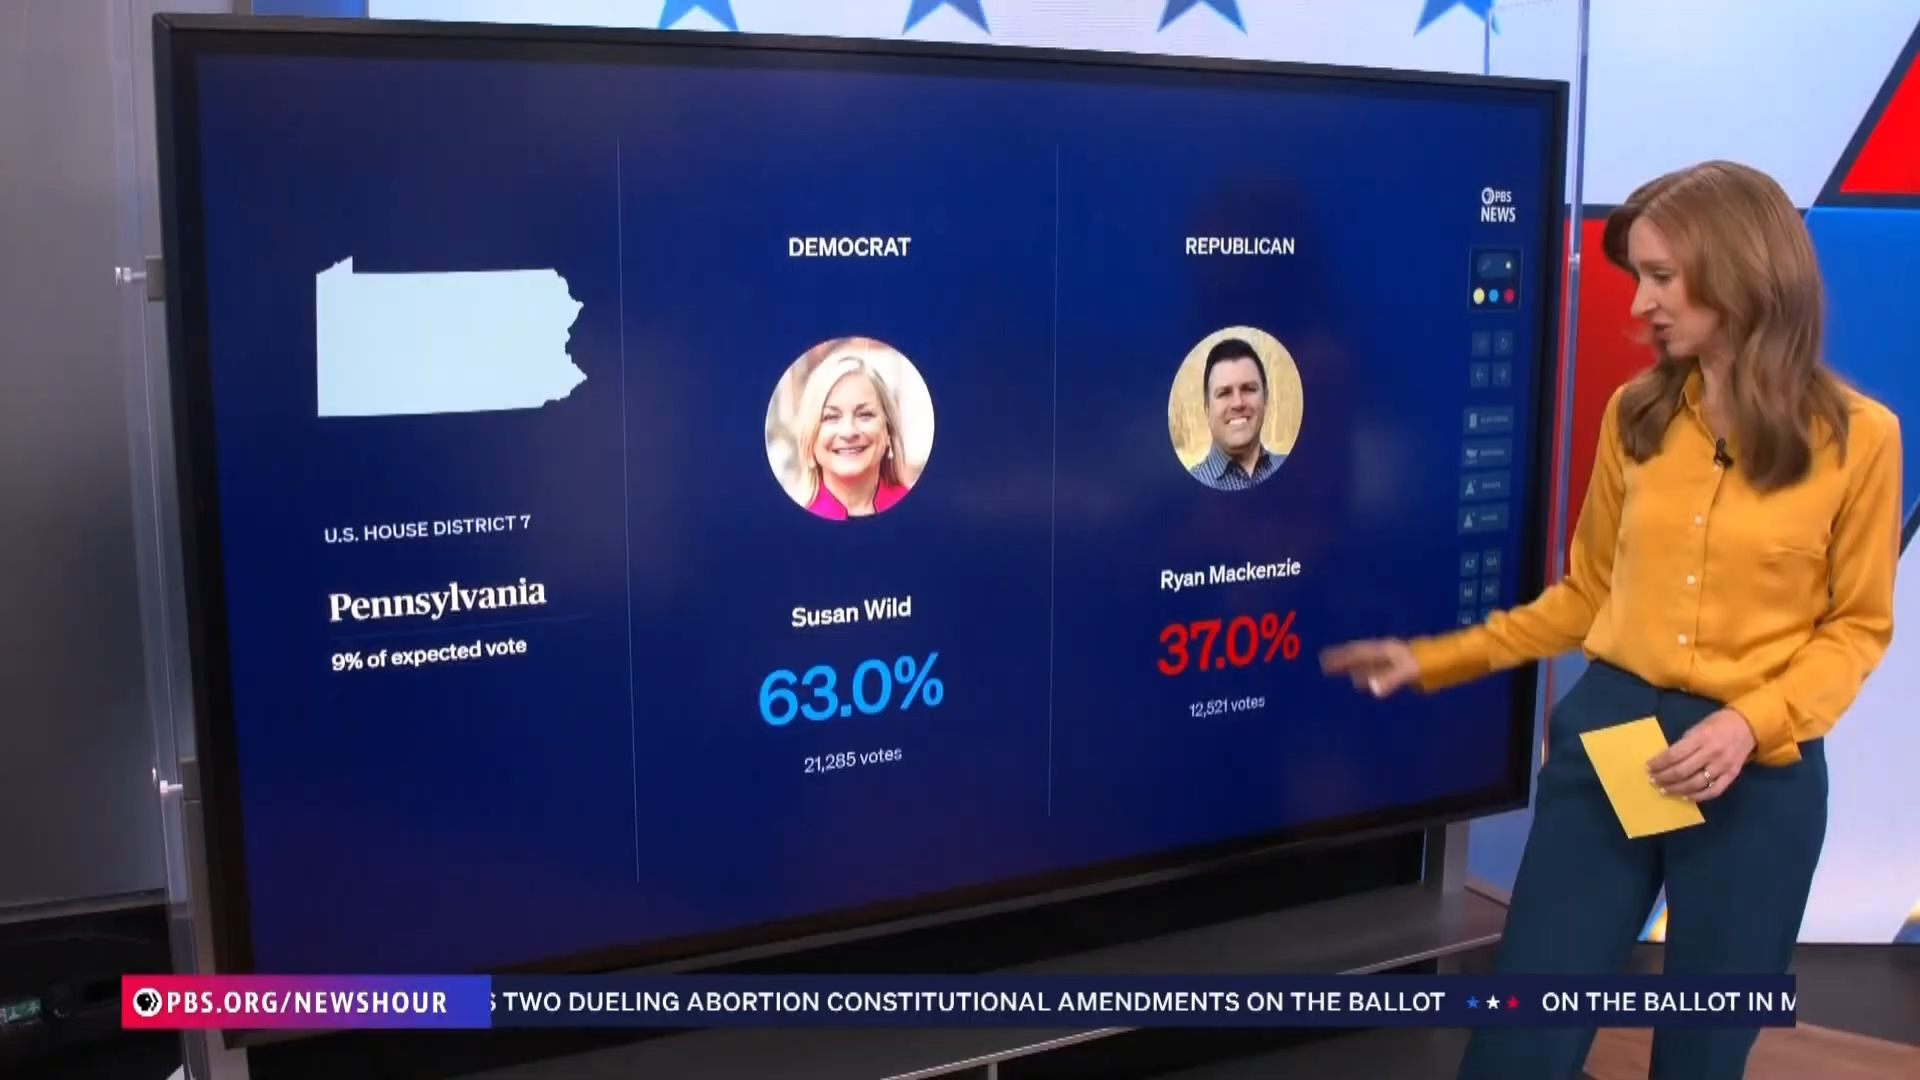 PBS
NEWS
DEMOCRAT
REPUBLICAN
U.S. HOUSE DISTRICT 7
Pennsylvania
9% of expected vote
Susan Wild
63.0%
21,285 votes
Ryan Mackenzie
37.0%
12,521 votes
PBS.ORG/NEWSHOUR
S TWO DUELING ABORTION CONSTITUTIONAL AMENDMENTS ON THE BALLOT ★★★ ON THE BALLOT IN M